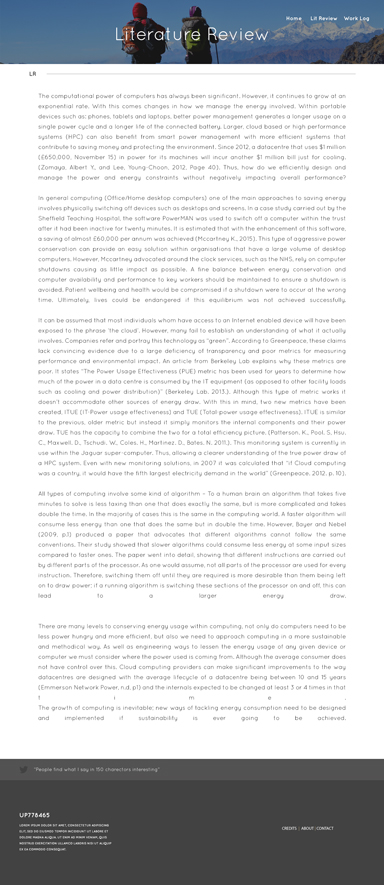 Home Lit Review Work Log
Literature Review
LR
The computational power of computers has always been significant. However, it continues to grow at an
exponential rate. With this comes changes in how we manage the energy involved. Within portable
devices such as; phones, tablets and laptops, better power management generates a longer usage on a
single power cycle and a longer life of the connected battery. Larger, cloud based or high performance
systems (HPC) can also benefit from smart power management with more efficient systems that
contribute to saving money and protecting the environment. Since 2012, a datacentre that uses $1 million
(£650,000, November 15) in power for its machines will incur another $1 million bill just for cooling,
(Zomaya, Albert Y., and Lee, Young-Choon, 2012, Page 40). Thus, how do we efficiently design and
manage the power and energy constraints without negatively impacting overall performance?
In general computing (Office/Home desktop computers) one of the main approaches to saving energy
involves physically switching off devices such as desktops and screens. In a case study carried out by the
Sheffield Teaching Hospital, the software PowerMAN was used to switch off a computer within the trust
after it had been inactive for twenty minutes. It is estimated that with the enhancement of this software,
a saving of almost £60,000 per annum was achieved (Mccartney K., 2015). This type of aggressive power
conservation can provide an easy solution within organisations that have a large volume of desktop
computers. However, Mccartney advocated around the clock services, such as the NHS, rely on computer
shutdowns causing as little impact as possible. A fine balance between energy conservation and
computer availability and performance to key workers should be maintained to ensure a shutdown is
avoided. Patient wellbeing and health would be compromised if a shutdown were to occur at the wrong
time. Ultimately, lives could be endangered if this equilibrium was not achieved successfully.
It can be assumed that most individuals whom have access to an Internet enabled device will have been
exposed to the phrase 'the cloud'. However, many fail to establish an understanding of what it actually
involves. Companies refer and portray this technology as "green". According to Greenpeace, these claims
lack convincing evidence due to a large deficiency of transparency and poor metrics for measuring
performance and environmental impact. An article from Berkeley Lab explains why these metrics are
poor. It states "The Power Usage Effectiveness (PUE) metric has been used for years to determine how
much of the power in a data centre is consumed by the IT equipment (as opposed to other facility loads
such as cooling and power distribution)" (Berkeley Lab, 2013,). Although this type of metric works it
doesn't accommodate other sources of energy draw. With this in mind, two new metrics have been
created, ITUE (IT-Power usage effectiveness) and TUE (Total power usage effectiveness). ITUE is similar
to the previous, older metric but instead it simply monitors the internal components and their power
draw. TUE has the capacity to combine the two for a total efficiency picture. (Patterson, K., Pool, S., Hsu,
C., Maxwell, D., Tschudi, W., Coles, H., Martinez, D., Bates, N. 2011,). This monitoring system is currently in
use within the Jaguar super-computer. Thus, allowing a clearer understanding of the true power draw of
a HPC system. Even with new monitoring solutions, in 2007 it was calculated that "if Cloud computing
was a country, it would have the fifth largest electricity demand in the world" (Greenpeace, 2012, p. 10).
All types of computing involve some kind of algorithm – To a human brain an algorithm that takes five
minutes to solve is less taxing than one that does exactly the same, but is more complicated and takes
double the time. In the majority of cases this is the same in the computing world. A faster algorithm will
consume less energy than one that does the same but in double the time. However, Bayer and Nebel
(2009, p.1) produced a paper that advocates that different algorithms cannot follow the same
conventions. Their study showed that slower algorithms could consume less energy at some input sizes
compared to faster ones. The paper went into detail, showing that different instructions are carried out
by different parts of the processor. As one would assume, not all parts of the processor are used for every
instruction. Therefore, switching them off until they are required is more desirable than them being left
on to draw power; if a running algorithm is switching these sections of the processor on and off, this can
lead to a larger energy draw.
There are many levels to conserving energy usage within computing, not only do computers need to be
less power hungry and more efficient, but also we need to approach computing in a more sustainable
and methodical way. As well as engineering ways to lessen the energy usage of any given device or
computer we must consider where the power used is coming from. Although the average consumer does
not have control over this, Cloud computing providers can make significant improvements to the way
datacentres are designed with the average lifecycle of a datacentre being between 10 and 15 years
(Emmerson Network Power, n.d, p1) and the internals expected to be changed at least 3 or 4 times in that
t i m e .
The growth of computing is inevitable; new ways of tackling energy consumption need to be designed
and implemented if sustainability is ever going to be achieved.
"People find what I say in 150 charactors interesting"
UP778465
LOREM IPSUM DOLOR SIT AMET, CONSECTETUR ADIPISCING
ELIT, SED DO EIUSMOD TEMPOR INCIDIDUNT UT LABORE ET
DOLORE MAGNA ALIQUA. UT ENIM AD MINIM VENIAM, QUIS
NOSTRUD EXERCITATION ULLAMCO LABORIS NISI UT ALIQUIP
EX EA COMMODO CONSEQUAT.
CREDITS | ABOUT | CONTACT